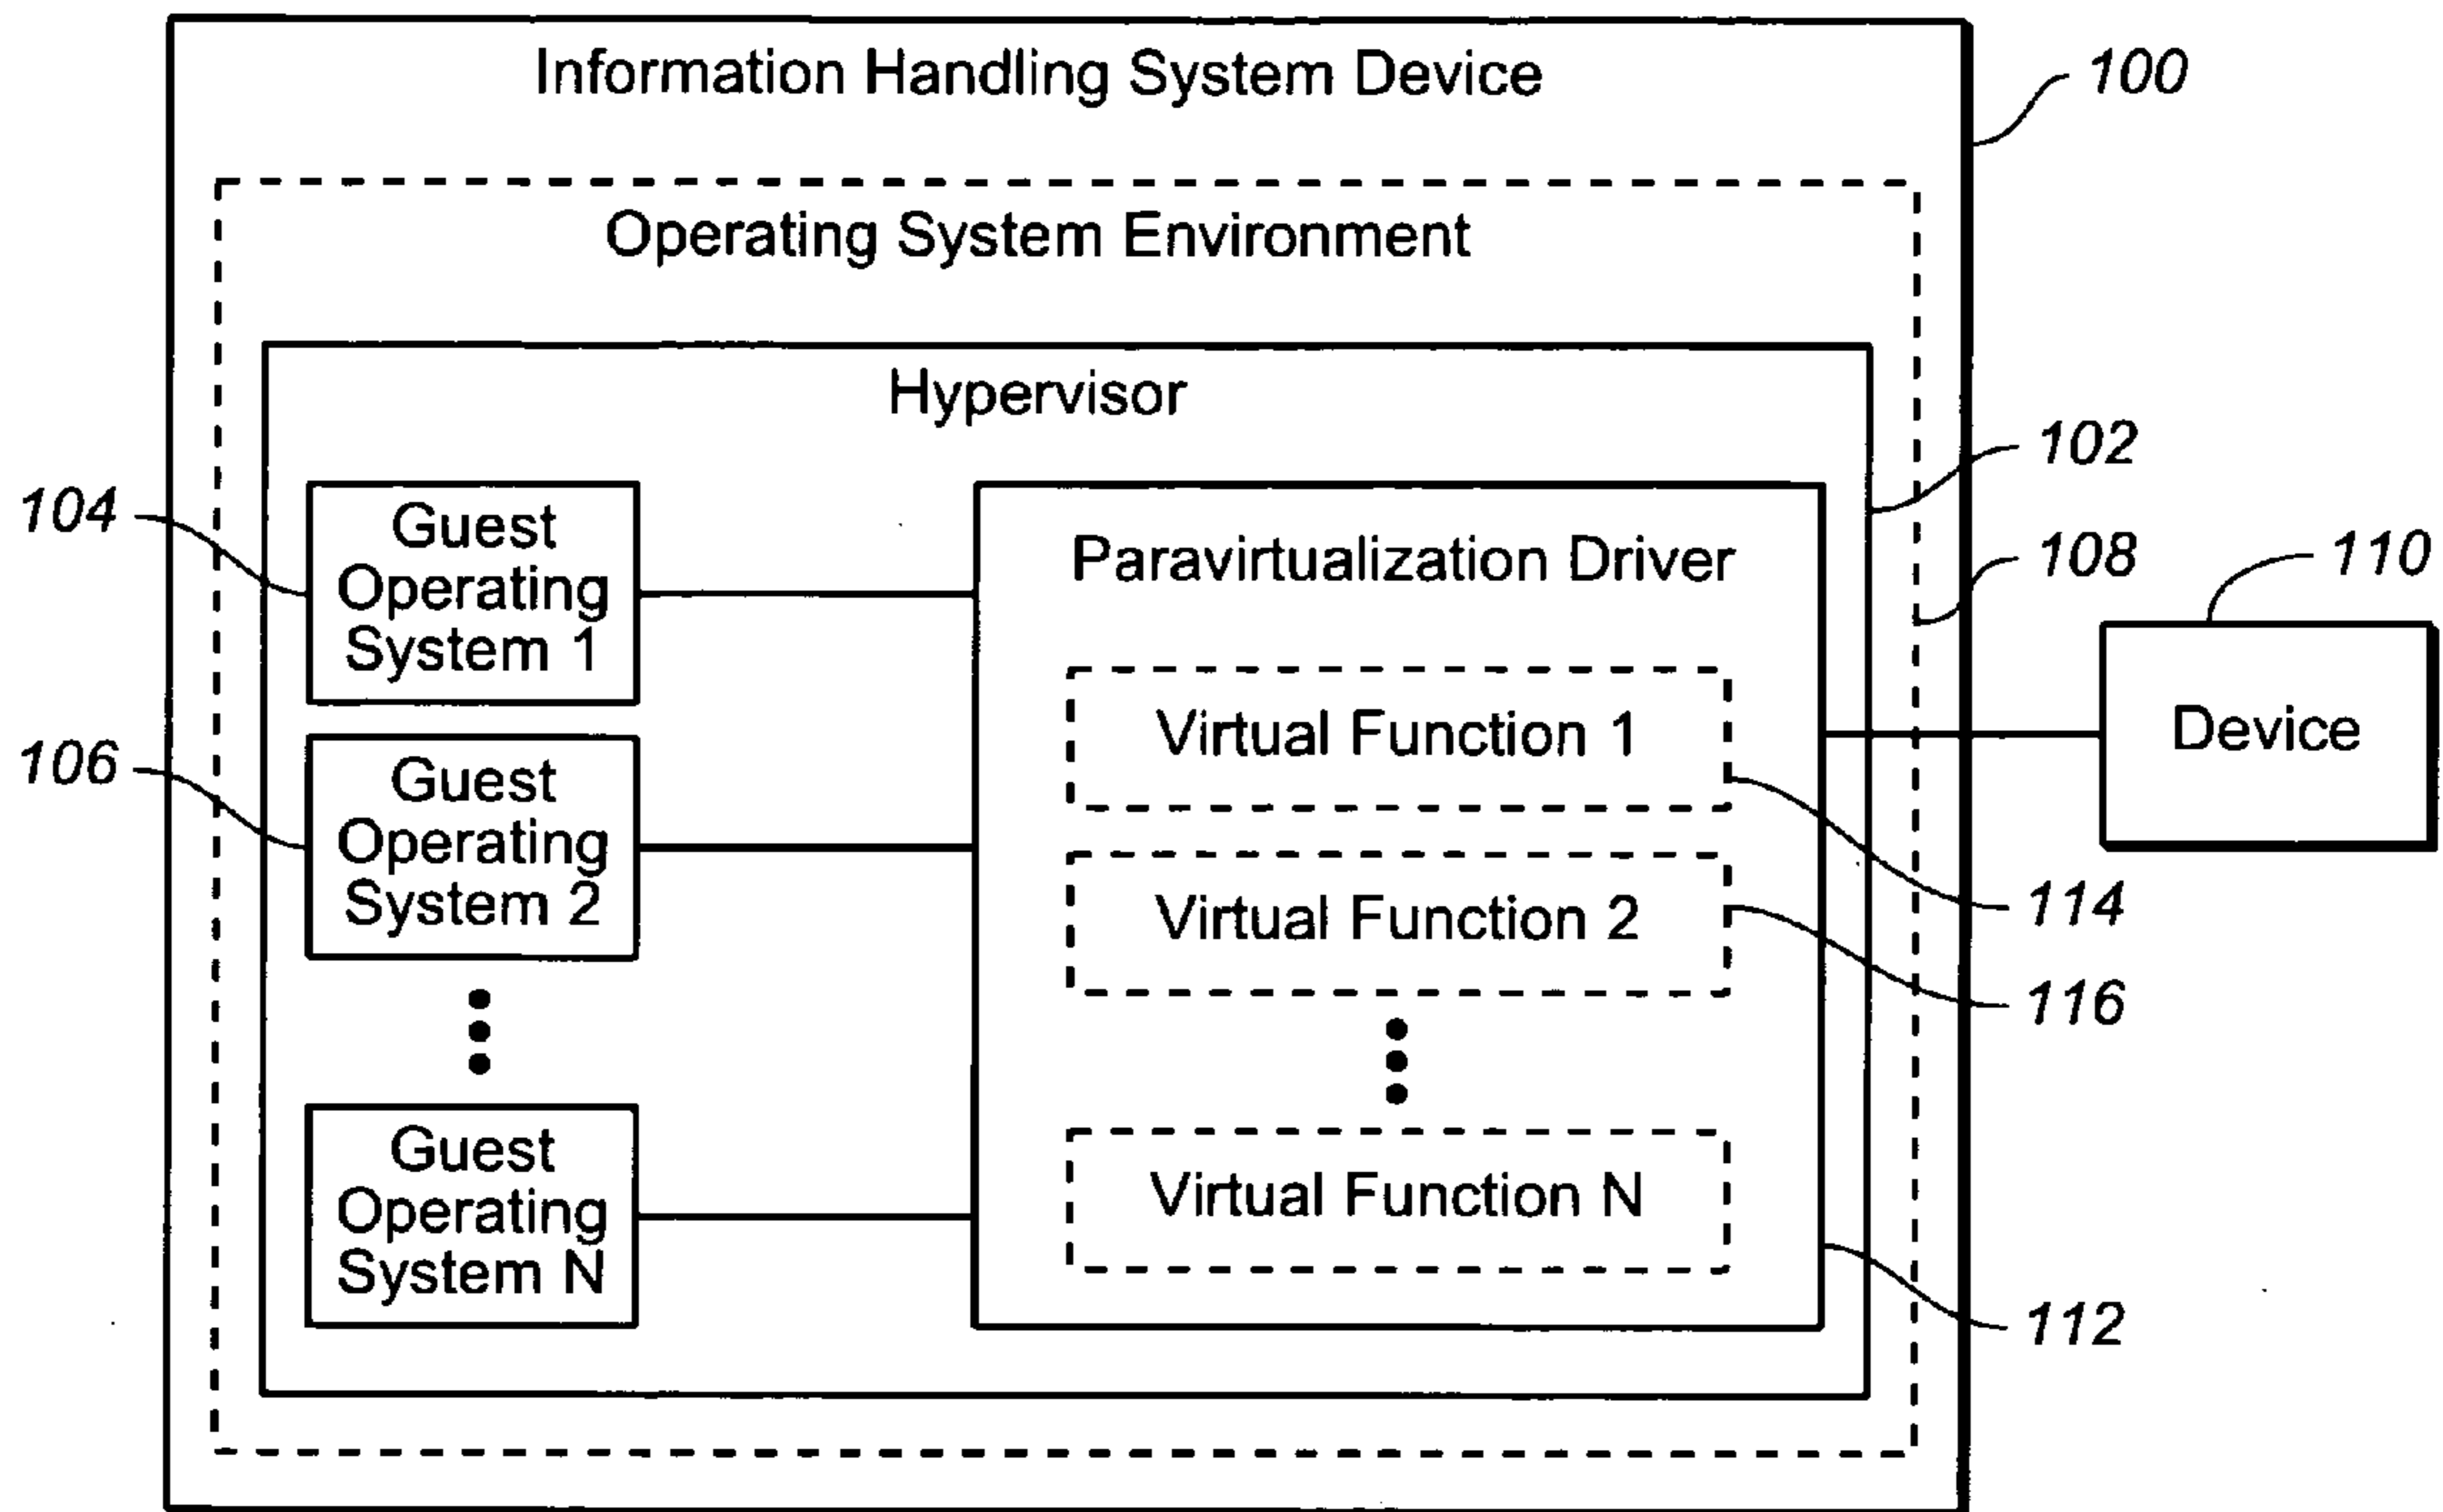 Information Handling System Device
100
Operating System Environment
Hypervisor
102
104
Guest
Operating
System 1
Paravirtualization Driver
108
110
Virtual Function 1
Device
106
Guest
Operating
System 2
Virtual Function 2
114
116
Guest
Operating
System N
Virtual Function N
112